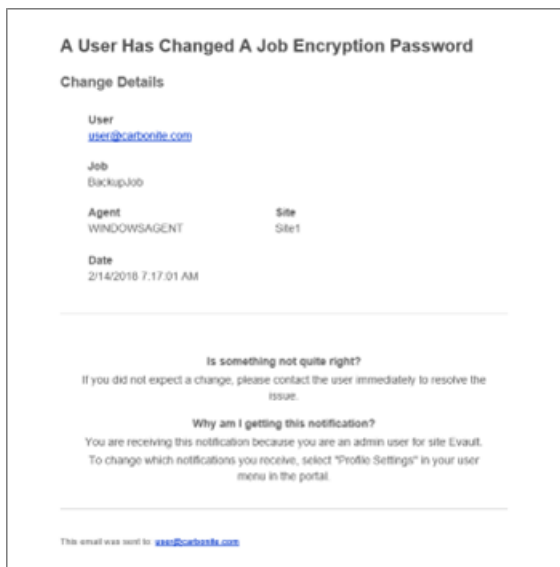 A User Has Changed A Job Encryption Password
Change Details
User
user@carbonite.com
Job
BackupJob
Agent Site
WINDOWSAGENT Site1
Date
2/14/2018 7:17:01 AM
Is something not quite right?
If you did not expect a change, please contact the user immediately to resolve the
issue.
Why am I getting this notification?
You are receiving this notification because you are an admin user for site Evault.
To change which notifications you receive, select "Profile Settings" in your user
menu in the portal.
This email was sent to: user@carbonite.com